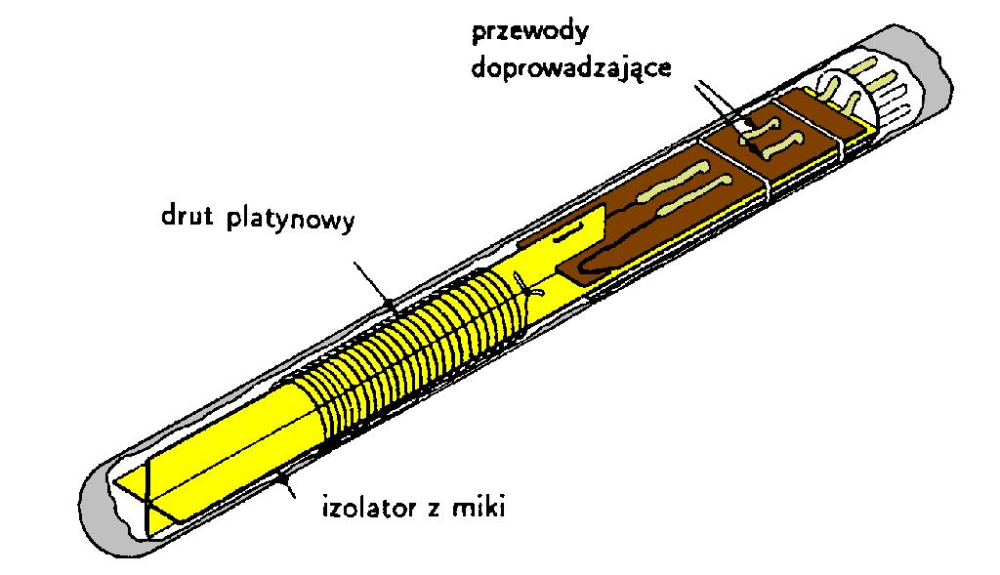 przewody
doprowadzające
drut platynowy
izolator z miki